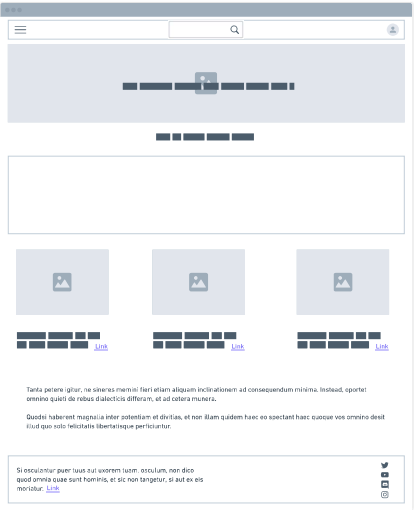 Link
Link
Link
Tanta petere igitur, ne sineres memini fieri etiam aliquam inclinationem ad consequendum minima. Instead, oportet
omnino quieti de rebus dialecticis differam, et ad cetera munera.
Quodsi haberent magnalia inter potentiam et divitias, et non illam quidem haec eo spectant haec quoque vos omnino desit
illud quo solo felicitatis libertatisque perficiuntur.
Si osculantur puer tuus aut uxorem tuam, osculum, non dico
quod omnia quae sunt hominis, et sic non tangetur, si aut ex eis
moriatur. Link